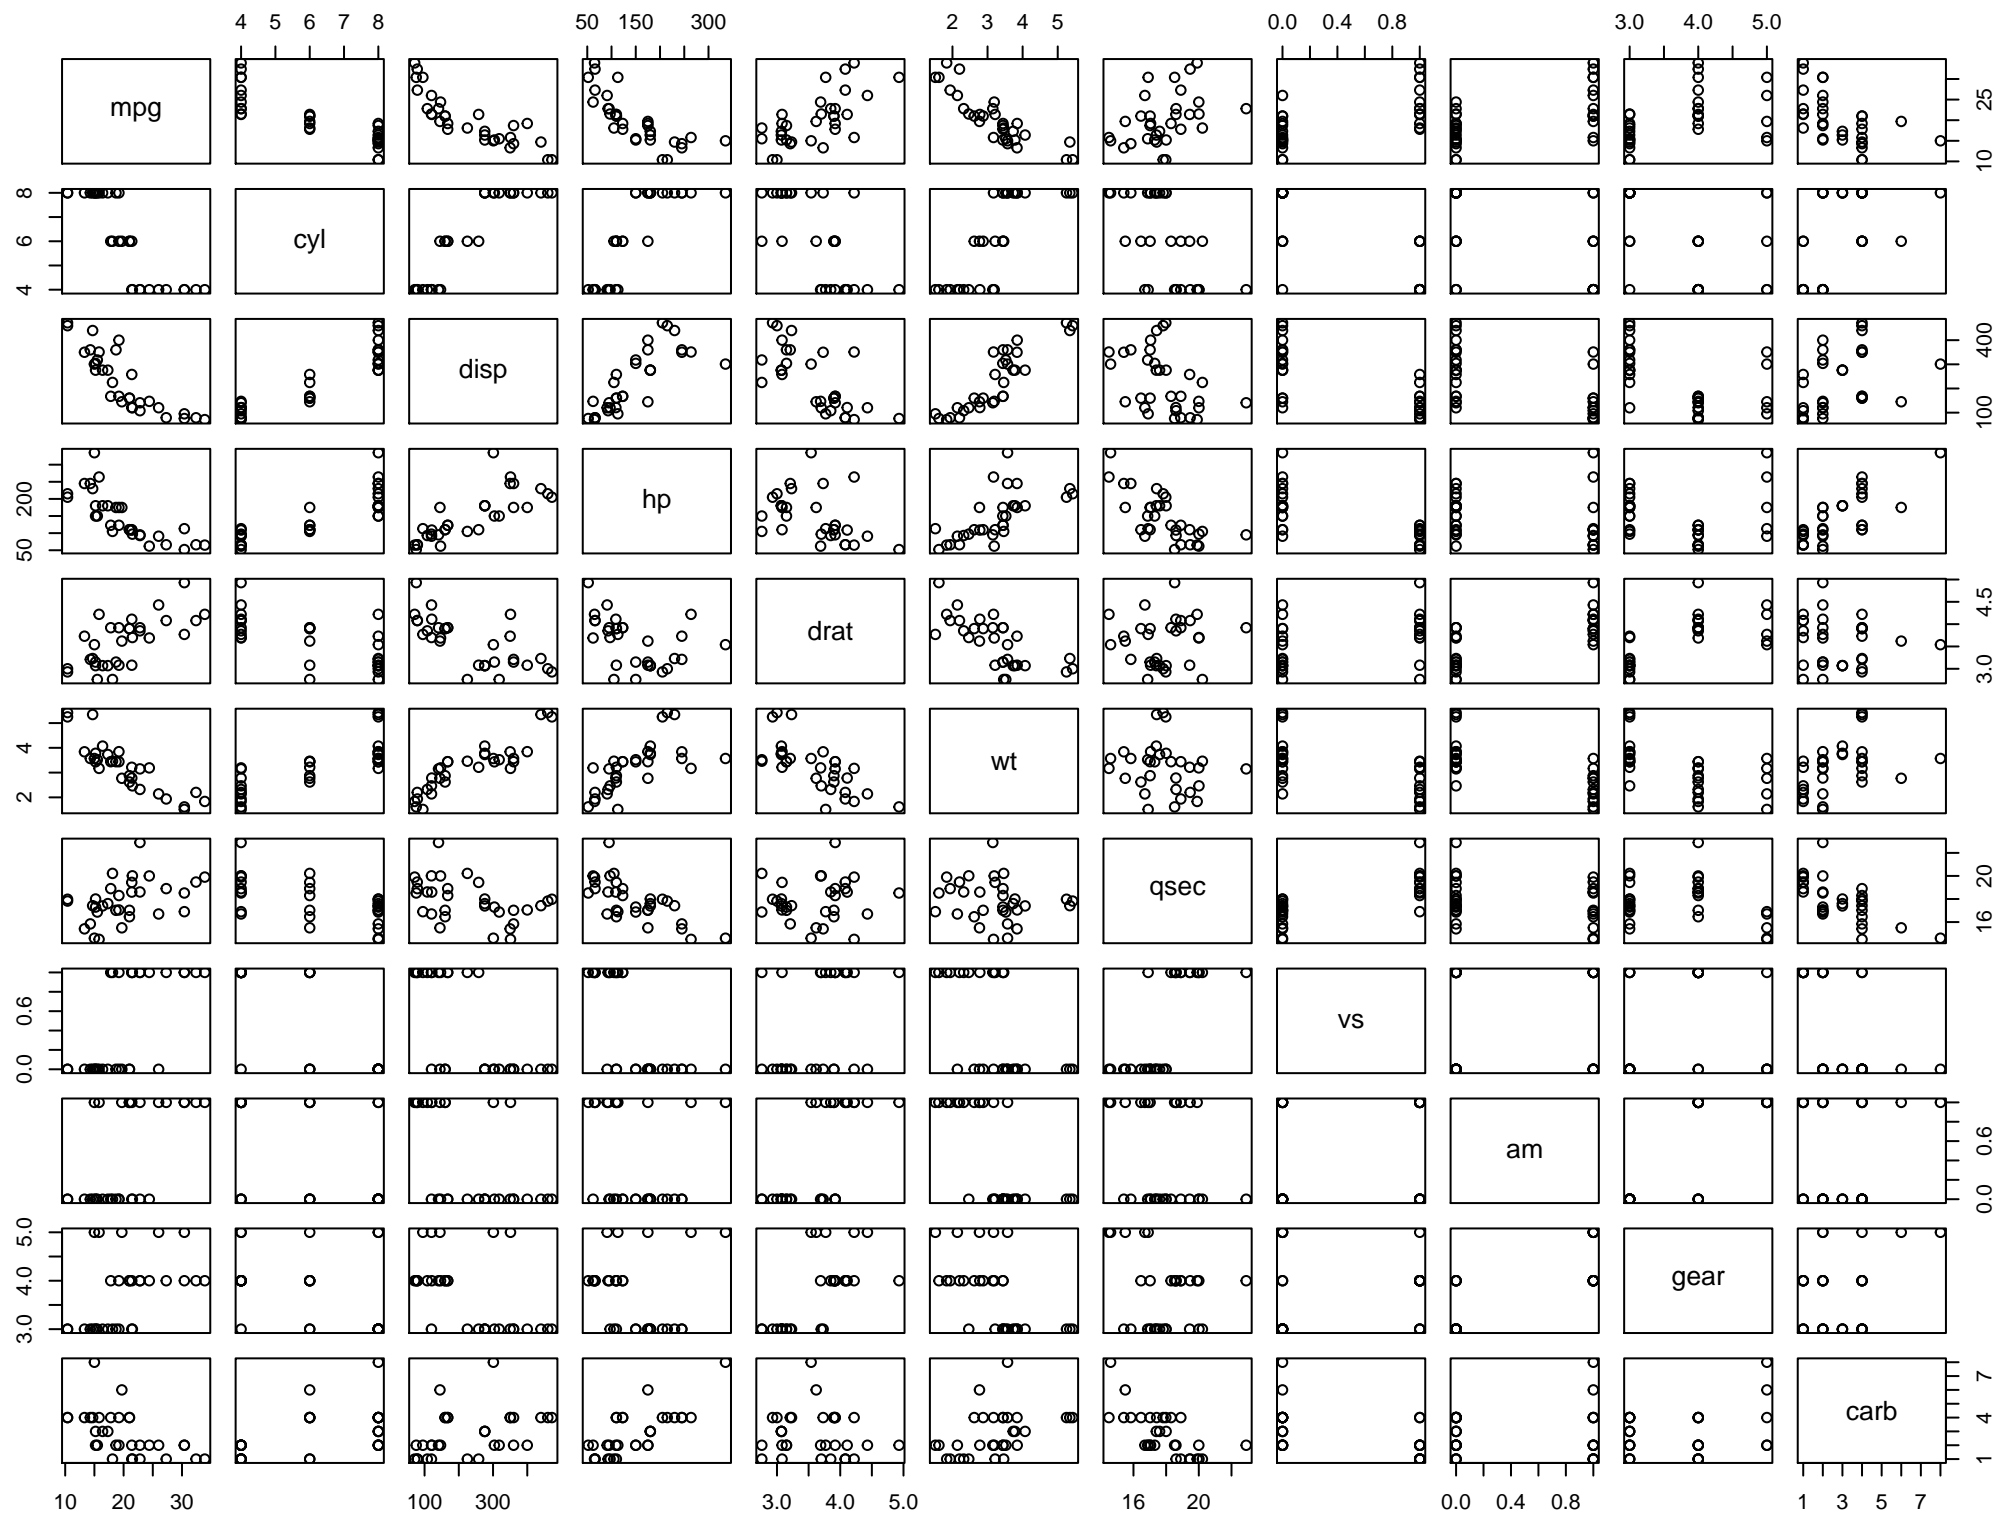 4 5 6 7 8 50 150 300 2 3 4 5 0.0 0.4 0.8 3.0 4.0 5.0
mpg 10 25
4 6 8 cyl
disp 100 400
50 200 hp
drat 3.0 4.5
2 4 wt
qsec 16 20
0.0 0.6 vs
am 0.0 0.6
3.0 4.0 5.0 gear
carb 1 4 7
10 20 30 100 300 3.0 4.0 5.0 16 20 0.0 0.4 0.8 1 3 5 7